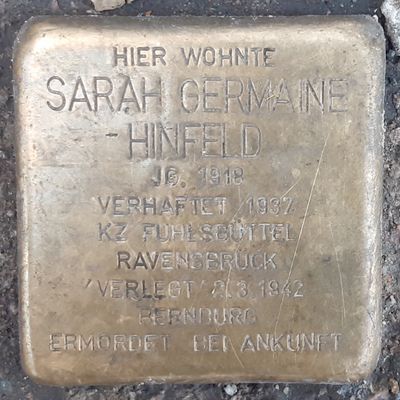 HIER WOHNTE
SARAH GERMAINE
HINFELD
JG. 1918
VERHAFTET 1937
KZ FUHLSBÜTTEL
RAVENSBRÜCK
'VERLEGT' 2.3.1942
BERNBURG
ERMORDET BEI ANKUNFT